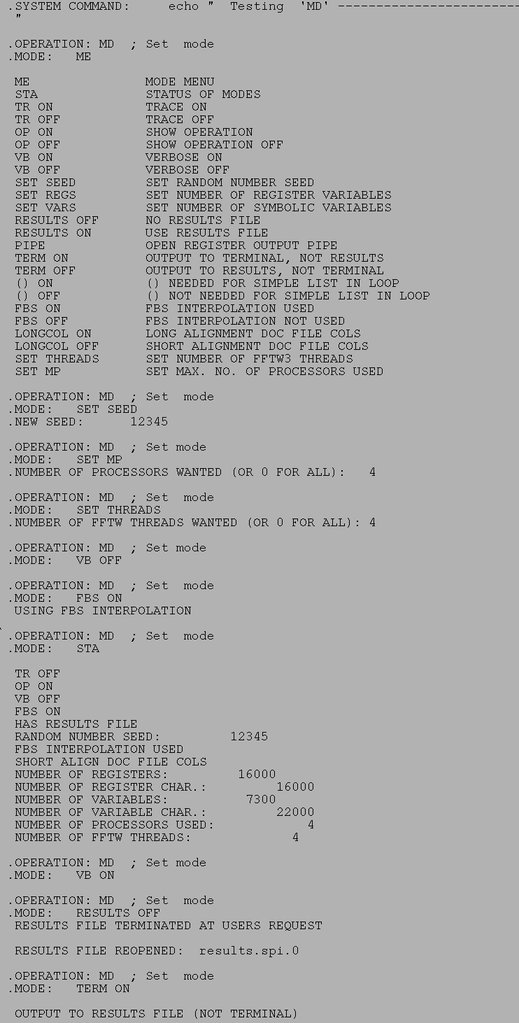 .SYSTEM COMMAND:     echo "  Testing  'MD' ------------------------
 "
.OPERATION: MD  ; Set  mode
.MODE:   ME
ME               MODE MENU
STA              STATUS OF MODES
TR ON            TRACE ON
TR OFF           TRACE OFF
OP ON            SHOW OPERATION
OP OFF           SHOW OPERATION OFF
VB ON            VERBOSE ON
VB OFF           VERBOSE OFF
SET SEED         SET RANDOM NUMBER SEED
SET REGS         SET NUMBER OF REGISTER VARIABLES
SET VARS         SET NUMBER OF SYMBOLIC VARIABLES
RESULTS OFF      NO RESULTS FILE
RESULTS ON       USE RESULTS FILE
PIPE             OPEN REGISTER OUTPUT PIPE
TERM ON          OUTPUT TO TERMINAL, NOT RESULTS
TERM OFF         OUTPUT TO RESULTS, NOT TERMINAL
() ON            () NEEDED FOR SIMPLE LIST IN LOOP
() OFF           () NOT NEEDED FOR SIMPLE LIST IN LOOP
FBS ON           FBS INTERPOLATION USED
FBS OFF          FBS INTERPOLATION NOT USED
LONGCOL ON       LONG ALIGNMENT DOC FILE COLS
LONGCOL OFF      SHORT ALIGNMENT DOC FILE COLS
SET THREADS      SET NUMBER OF FFTW3 THREADS
SET MP           SET MAX. NO. OF PROCESSORS USED
.OPERATION: MD  ; Set  mode
.MODE:   SET SEED
.NEW SEED:      12345
.OPERATION: MD  ; Set mode
.MODE:   SET MP
.NUMBER OF PROCESSORS WANTED (OR 0 FOR ALL):   4
.OPERATION: MD  ; Set  mode
.MODE:   SET THREADS
.NUMBER OF FFTW THREADS WANTED (OR 0 FOR ALL): 4
.OPERATION: MD  ; Set mode
.MODE:   VB OFF
.OPERATION: MD  ; Set  mode
.MODE:   FBS ON
USING FBS INTERPOLATION
.OPERATION: MD  ; Set  mode
.MODE:   STA
TR OFF
OP ON
VB OFF
FBS ON
HAS RESULTS FILE
RANDOM NUMBER SEED:         12345
FBS INTERPOLATION USED
SHORT ALIGN DOC FILE COLS
NUMBER OF REGISTERS:         16000
NUMBER OF REGISTER CHAR.:         16000
NUMBER OF VARIABLES:          7300
NUMBER OF VARIABLE CHAR.:         22000
NUMBER OF PROCESSORS USED:            4
NUMBER OF FFTW THREADS:             4
.OPERATION: MD  ; Set mode
.MODE:   VB ON
.OPERATION: MD  ; Set  mode
.MODE:   RESULTS OFF
RESULTS FILE TERMINATED AT USERS REQUEST
RESULTS FILE REOPENED:  results.spi.0
.OPERATION: MD  ; Set  mode
.MODE:   TERM ON
OUTPUT TO RESULTS FILE (NOT TERMINAL)